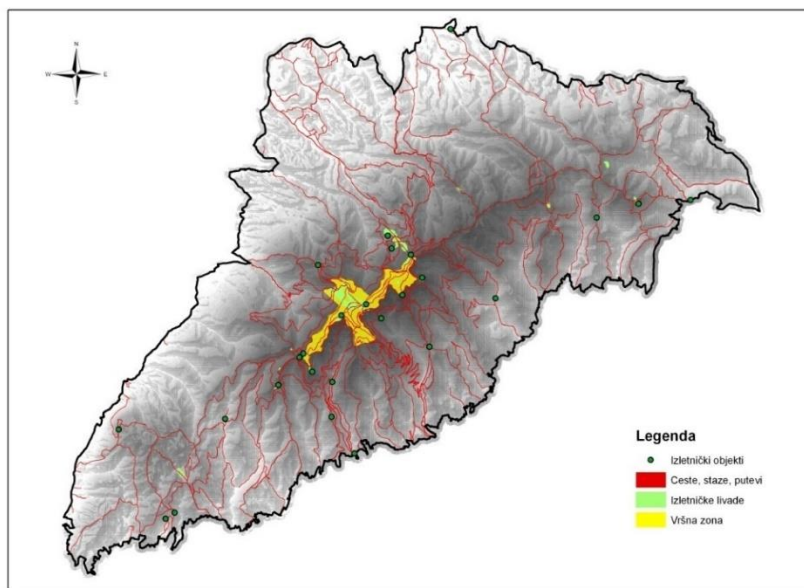 N
W E
S
Legenda
Izletnički objekti
Ceste, staze, putevi
Izletničke livade
Vršna zona